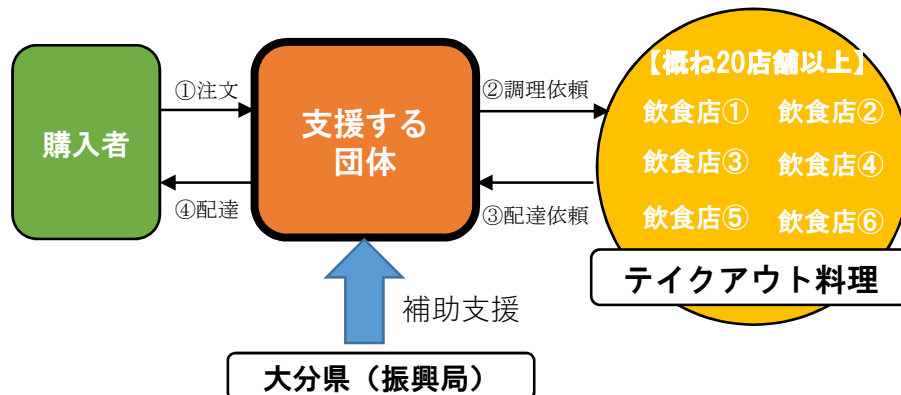 購入者
①注文
④配達
支援する
団体
②調理依頼
③配達依頼
【概ね20店舗以上】
飲食店① 飲食店②
飲食店③ 飲食店④
飲食店⑤ 飲食店⑥
テイクアウト料理
補助支援
大分県（振興局）